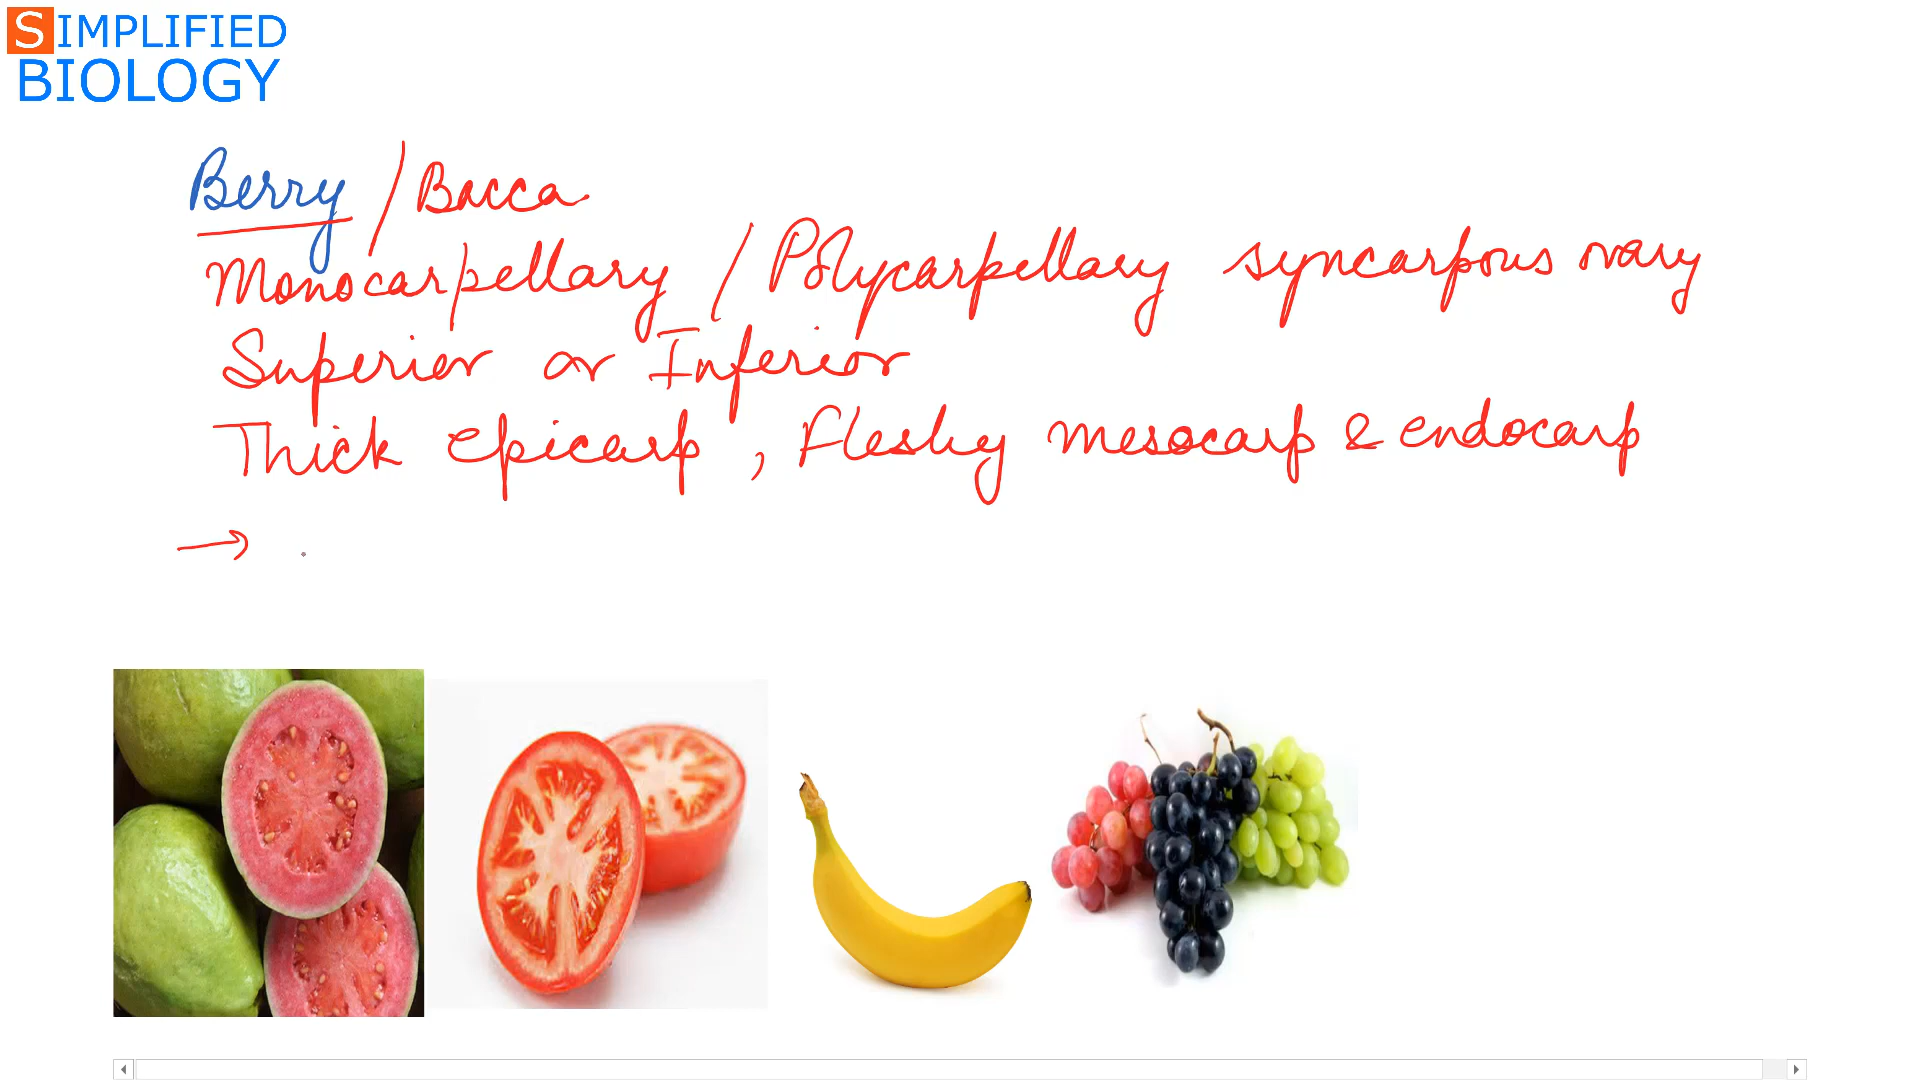 SIMPLIFIED
BIOLOGY
Berry / Bacca
Monocarpellary / Polycarpellary syncarpous ovary
Superior or Inferior
Thick epicarp, Fleshy mesocarp & endocarp
→